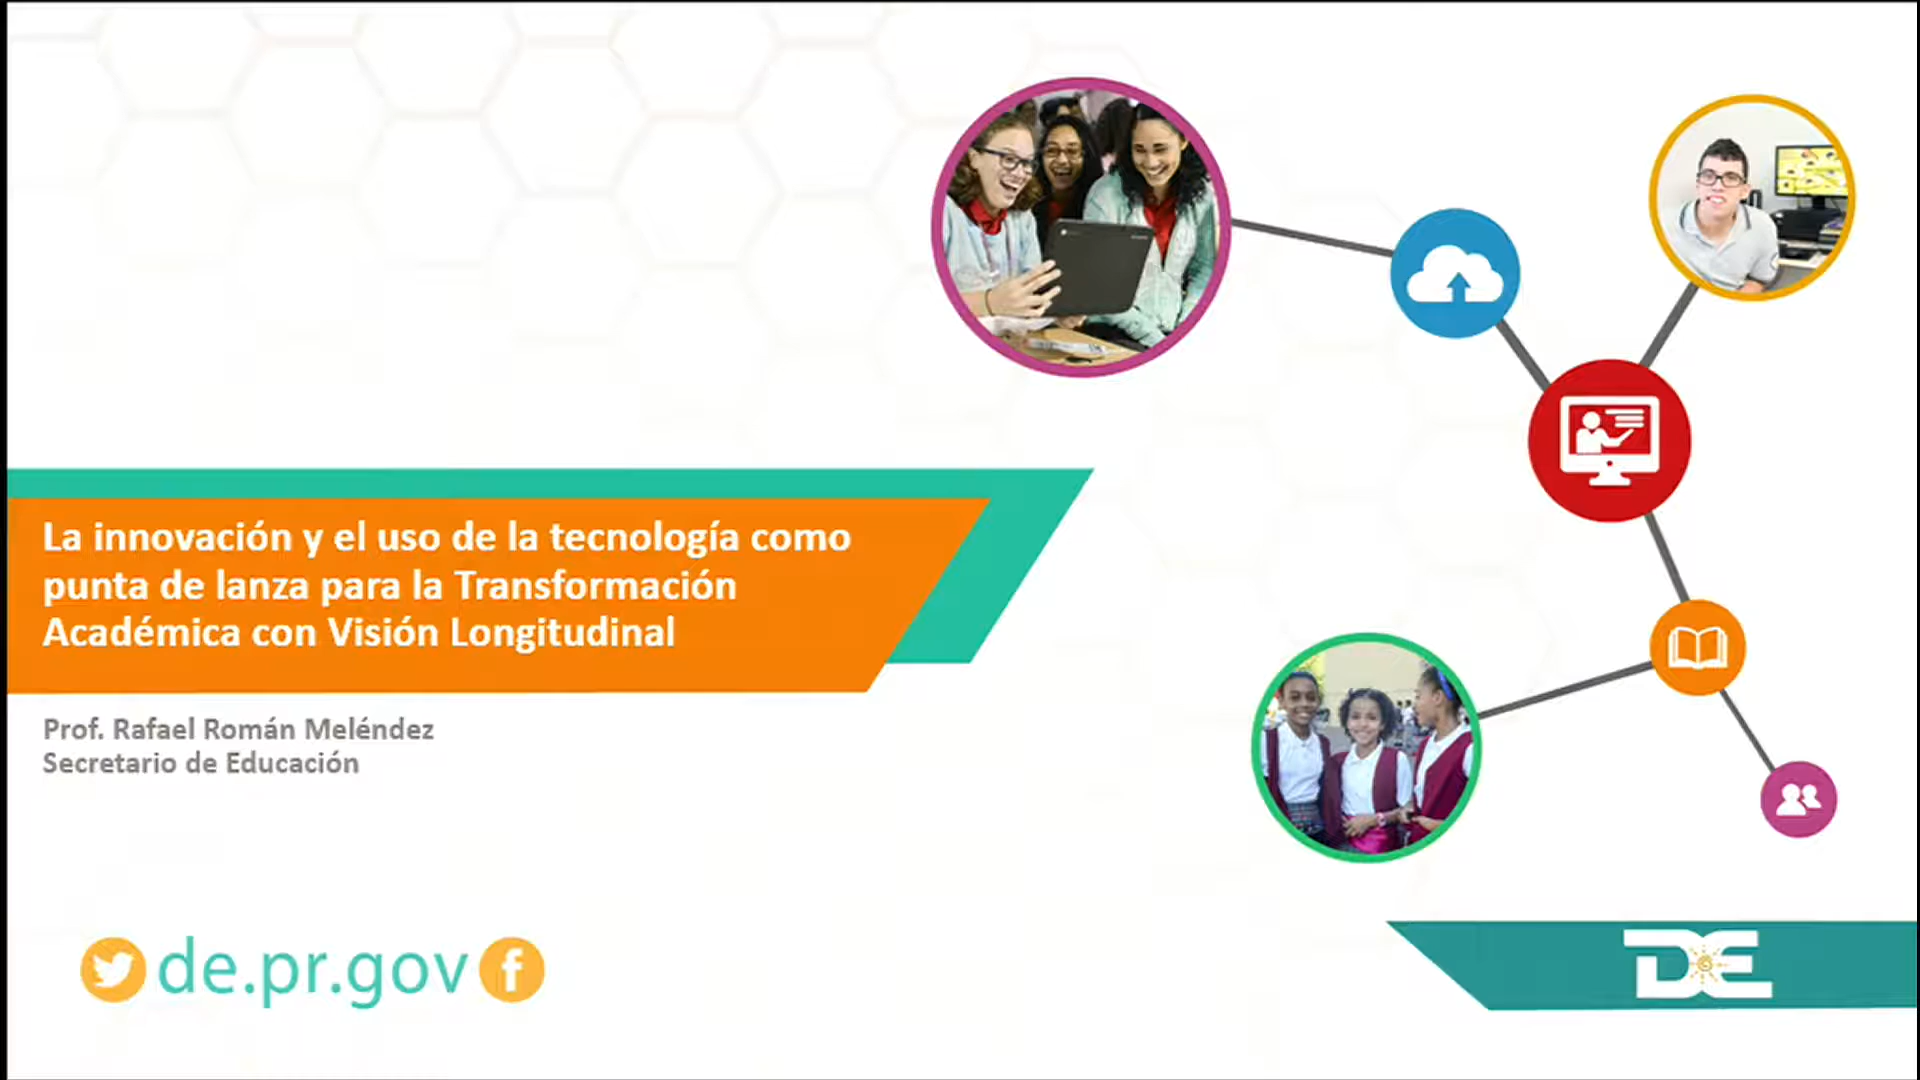 La innovación y el uso de la tecnología como
punta de lanza para la Transformación
Académica con Visión Longitudinal
Prof. Rafael Román Meléndez
Secretario de Educación
de.pr.gov
DE